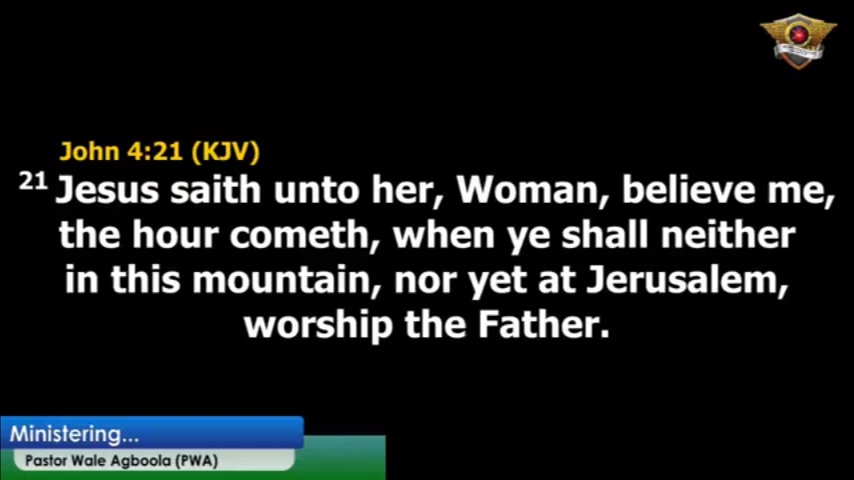 John 4:21 (KJV)
21 Jesus saith unto her, Woman, believe me,
the hour cometh, when ye shall neither
in this mountain, nor yet at Jerusalem,
worship the Father.
Ministering...
Pastor Wale Agboola (PWA)